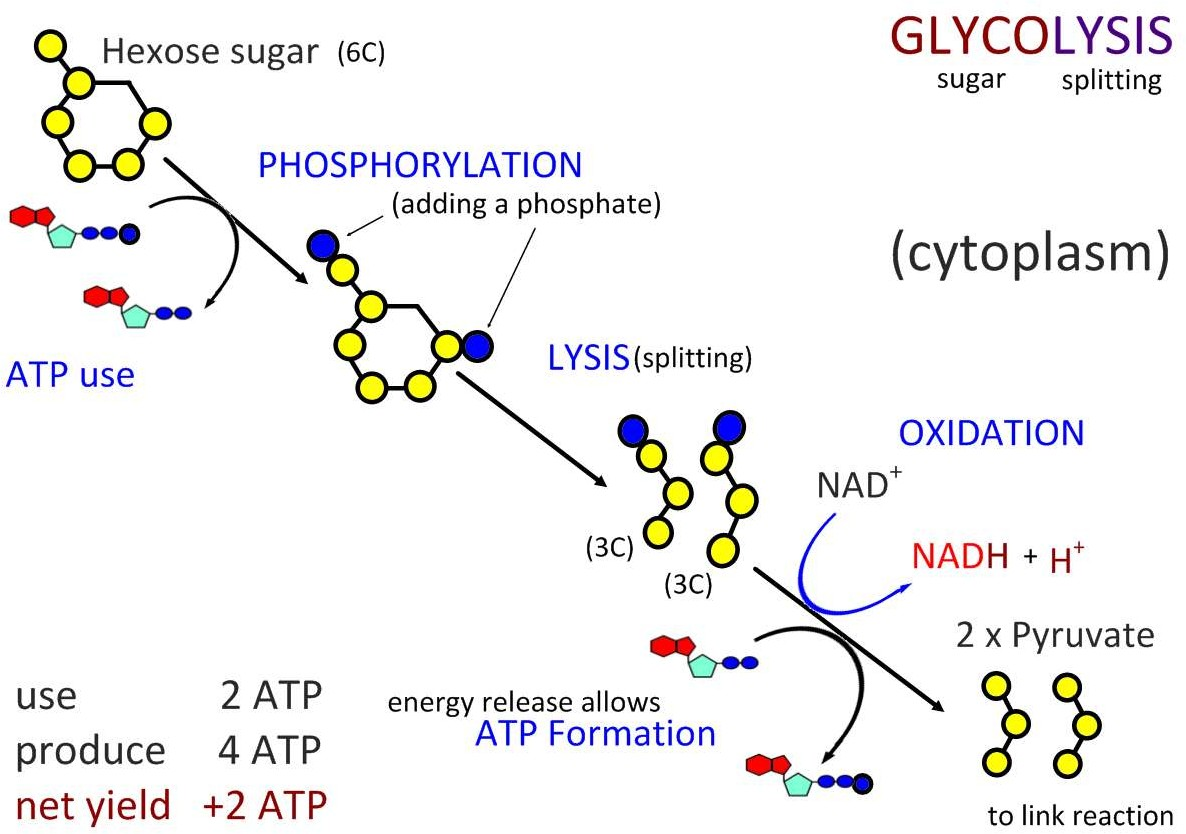 GLYCOLYSIS
sugar splitting
Hexose sugar (6C)
PHOSPHORYLATION
(adding a phosphate)
(cytoplasm)
ATP use
LYSIS (splitting)
OXIDATION
NAD⁺
(3C)
(3C)
NADH + H⁺
2 x Pyruvate
energy release allows
ATP Formation
use 2 ATP
produce 4 ATP
net yield +2 ATP
to link reaction